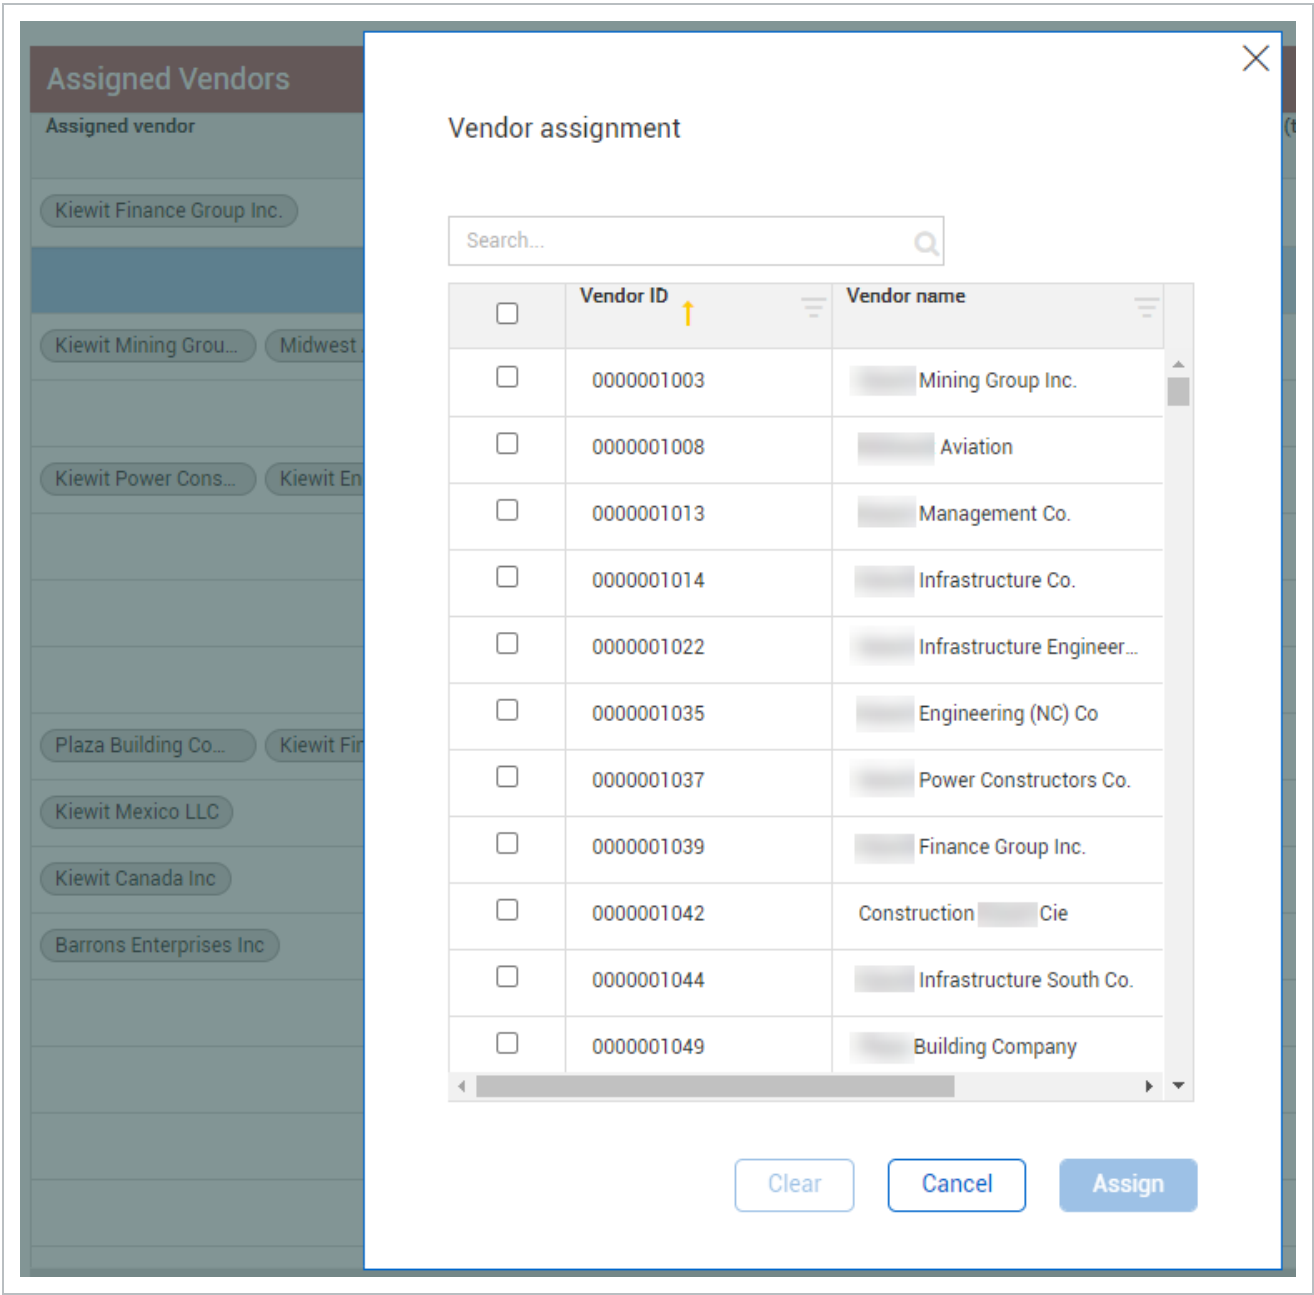 Assigned Vendors
Assigned vendor
(t
Kiewit Finance Group Inc.
Kiewit Mining Grou...
Midwest
Kiewit Power Cons...
Kiewit En
Plaza Building Co...
Kiewit Fin
Kiewit Mexico LLC
Kiewit Canada Inc
Barrons Enterprises Inc
Vendor assignment
Search...
Vendor ID Vendor name
0000001003 Mining Group Inc.
0000001008 Aviation
0000001013 Management Co.
0000001014 Infrastructure Co.
0000001022 Infrastructure Engineer...
0000001035 Engineering (NC) Co
0000001037 Power Constructors Co.
0000001039 Finance Group Inc.
0000001042 Construction Cie
0000001044 Infrastructure South Co.
0000001049 Building Company
Clear Cancel Assign